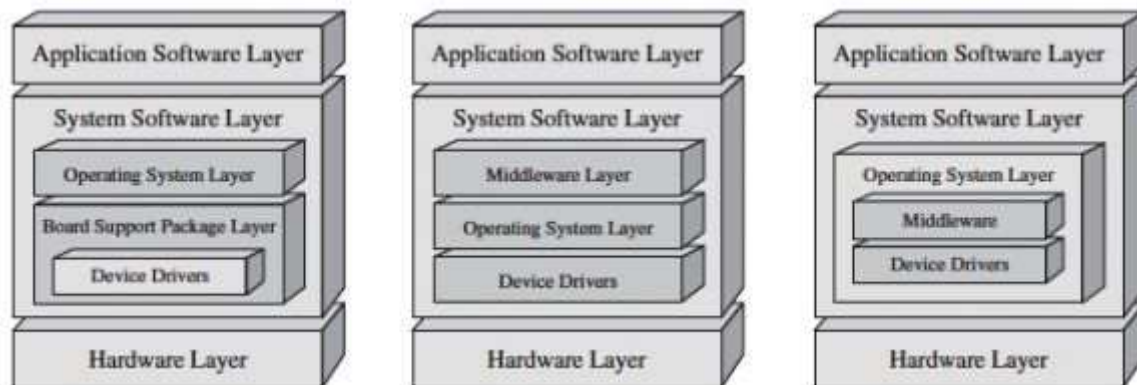 Application Software Layer
System Software Layer
Operating System Layer
Board Support Package Layer
Device Drivers
Hardware Layer
Application Software Layer
System Software Layer
Middleware Layer
Operating System Layer
Device Drivers
Hardware Layer
Application Software Layer
System Software Layer
Operating System Layer
Middleware
Device Drivers
Hardware Layer